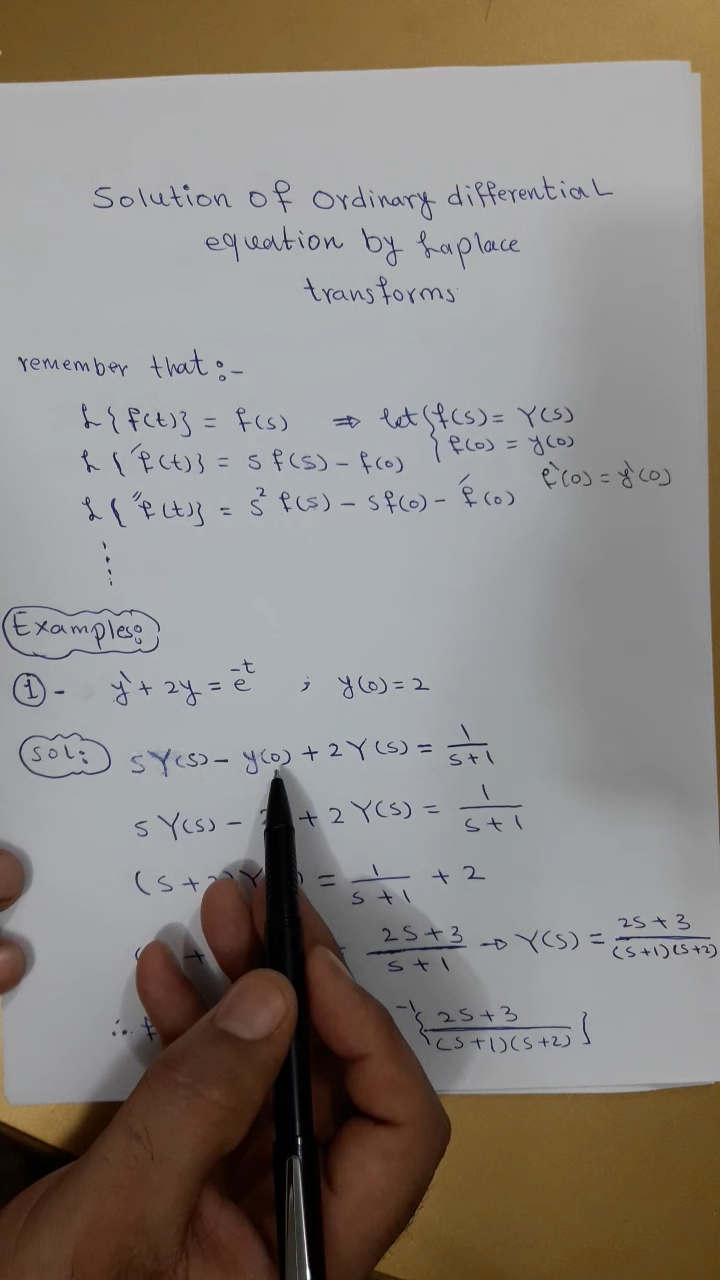 Solution of ordinary differential
equation by Laplace
transforms
remember that:-
L{f(t)} = f(s) ⇒ let {f(s) = Y(s)
f(0) = y(0)
L{′f(t)} = s f(s) - f(0)
f′(0) = y′(0)
L{″f(t)} = s² f(s) - sf(0) - ′f(0)
Examples:
① - y′ + 2y = e^-t ; y(0) = 2
sol: sY(s) - y(0) + 2Y(s) = 1/(s+1)
sY(s) - + 2Y(s) = 1/(s+1)
(s+ = 1/(s+1) + 2
+ (2s+3)/(s+1) → Y(s) = (2s+3)/((s+1)(s+2))
∴ ⁻¹{(2s+3)/((s+1)(s+2))}